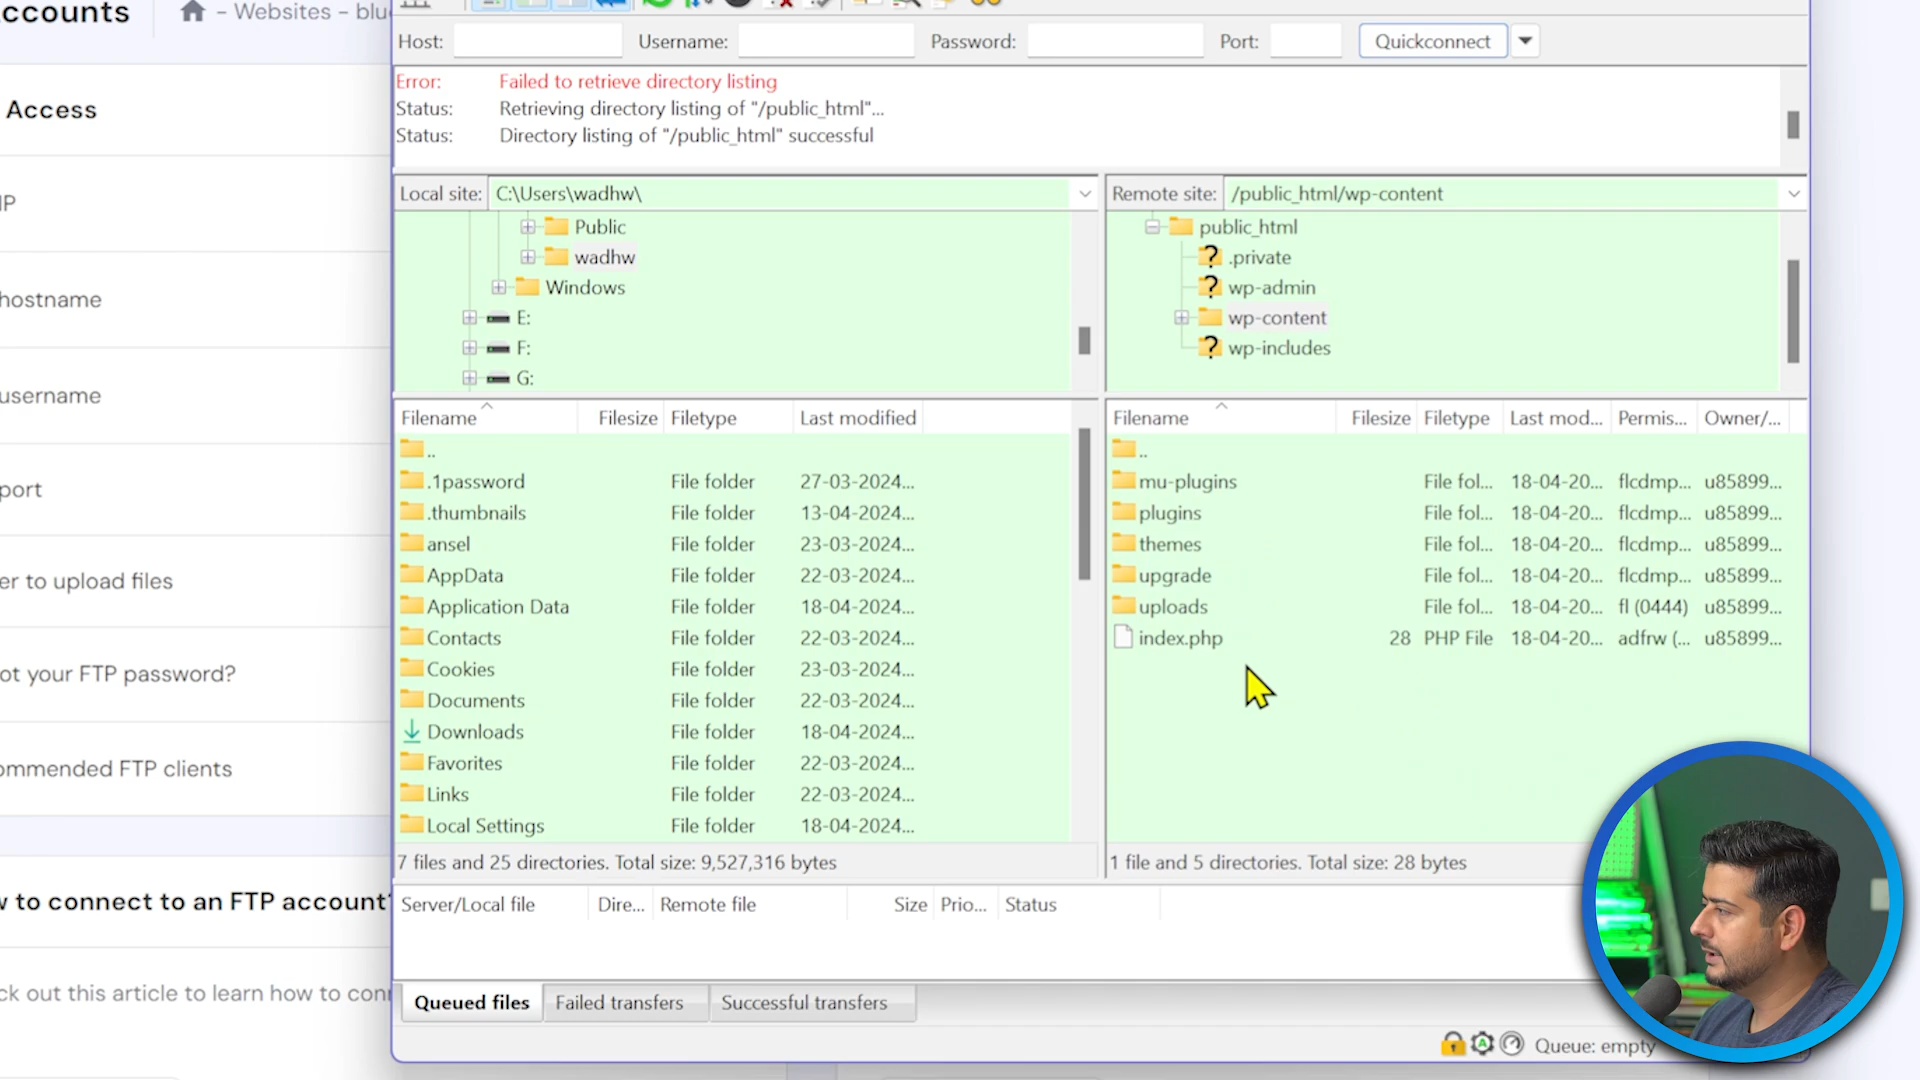 ccounts
- Websites - blu
Access
IP
hostname
username
port
er to upload files
ot your FTP password?
ommended FTP clients
w to connect to an FTP account?
ck out this article to learn how to conn
Host:
Username:
Password:
Port:
Quickconnect
Error: Failed to retrieve directory listing
Status: Retrieving directory listing of "/public_html"...
Status: Directory listing of "/public_html" successful
Local site: C:\Users\wadhw\
Public
wadhw
Windows
E:
F:
G:
Filename Filesize Filetype Last modified
..
.1password File folder 27-03-2024...
.thumbnails File folder 13-04-2024...
ansel File folder 23-03-2024...
AppData File folder 22-03-2024...
Application Data File folder 18-04-2024...
Contacts File folder 22-03-2024...
Cookies File folder 23-03-2024...
Documents File folder 22-03-2024...
Downloads File folder 18-04-2024...
Favorites File folder 22-03-2024...
Links File folder 22-03-2024...
Local Settings File folder 18-04-2024...
7 files and 25 directories. Total size: 9,527,316 bytes
Remote site: /public_html/wp-content
public_html
.private
wp-admin
wp-content
wp-includes
Filename Filesize Filetype Last mod... Permis... Owner/...
..
mu-plugins File fol... 18-04-20... flcdmp... u85899...
plugins File fol... 18-04-20... flcdmp... u85899...
themes File fol... 18-04-20... flcdmp... u85899...
upgrade File fol... 18-04-20... flcdmp... u85899...
uploads File fol... 18-04-20... fl (0444) u85899...
index.php 28 PHP File 18-04-20... adfrw (... u85899...
1 file and 5 directories. Total size: 28 bytes
Server/Local file Dire... Remote file Size Prio... Status
Queued files Failed transfers Successful transfers
Queue: empty